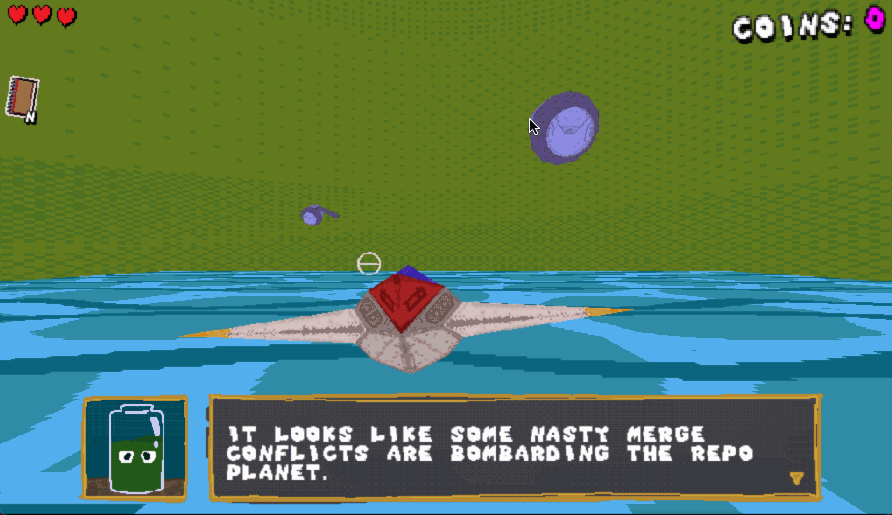 COINS: 0
N
IT LOOKS LIKE SOME NASTY MERGE
CONFLICTS ARE BOMBARDING THE REPO
PLANET.